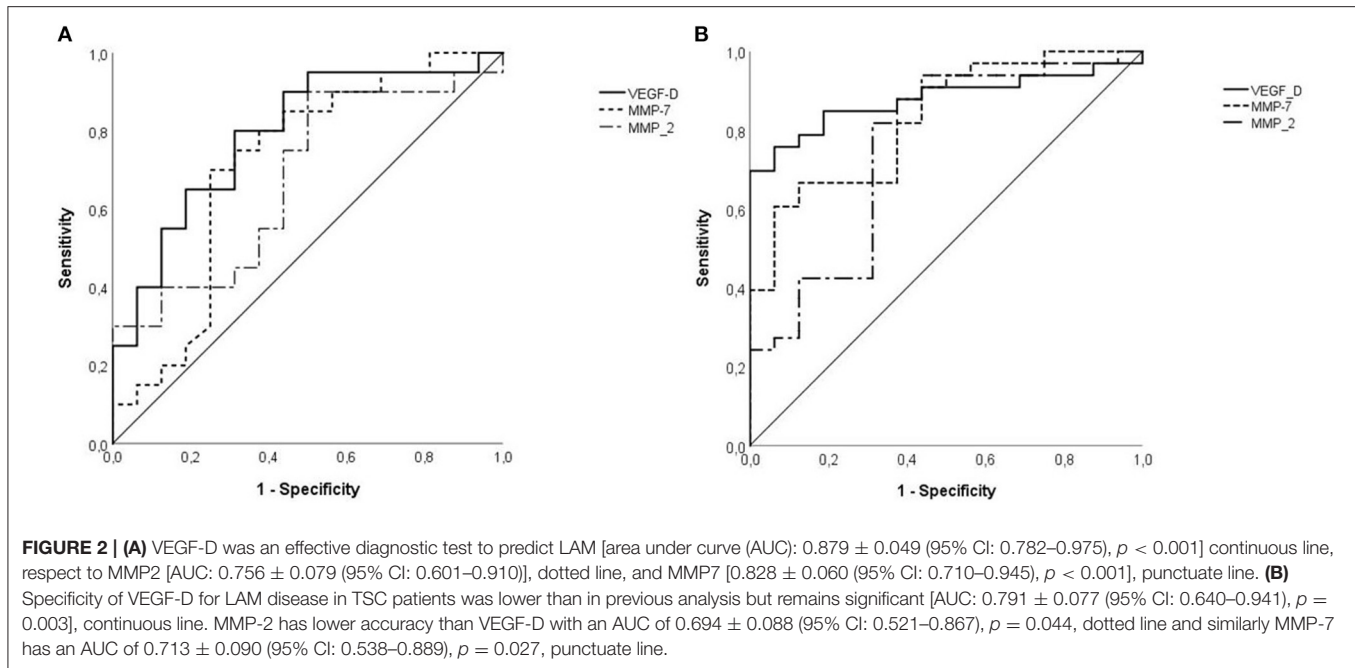 A
1,0
0,8
0,6
0,4
0,2
0,0
0,0
0,2
0,4
0,6
0,8
1,0
Sensitivity
1 - Specificity
VEGF-D
MMP-7
MMP_2
B
1,0
0,8
0,6
0,4
0,2
0,0
0,0
0,2
0,4
0,6
0,8
1,0
Sensitivity
1 - Specificity
VEGF_D
MMP-7
MMP_2
FIGURE 2 | (A) VEGF-D was an effective diagnostic test to predict LAM [area under curve (AUC): 0.879 ± 0.049 (95% CI: 0.782–0.975), p < 0.001] continuous line,
respect to MMP2 [AUC: 0.756 ± 0.079 (95% CI: 0.601–0.910)], dotted line, and MMP7 [0.828 ± 0.060 (95% CI: 0.710–0.945), p < 0.001], punctuate line. (B)
Specificity of VEGF-D for LAM disease in TSC patients was lower than in previous analysis but remains significant [AUC: 0.791 ± 0.077 (95% CI: 0.640–0.941), p =
0.003], continuous line. MMP-2 has lower accuracy than VEGF-D with an AUC of 0.694 ± 0.088 (95% CI: 0.521–0.867), p = 0.044, dotted line and similarly MMP-7
has an AUC of 0.713 ± 0.090 (95% CI: 0.538–0.889), p = 0.027, punctuate line.